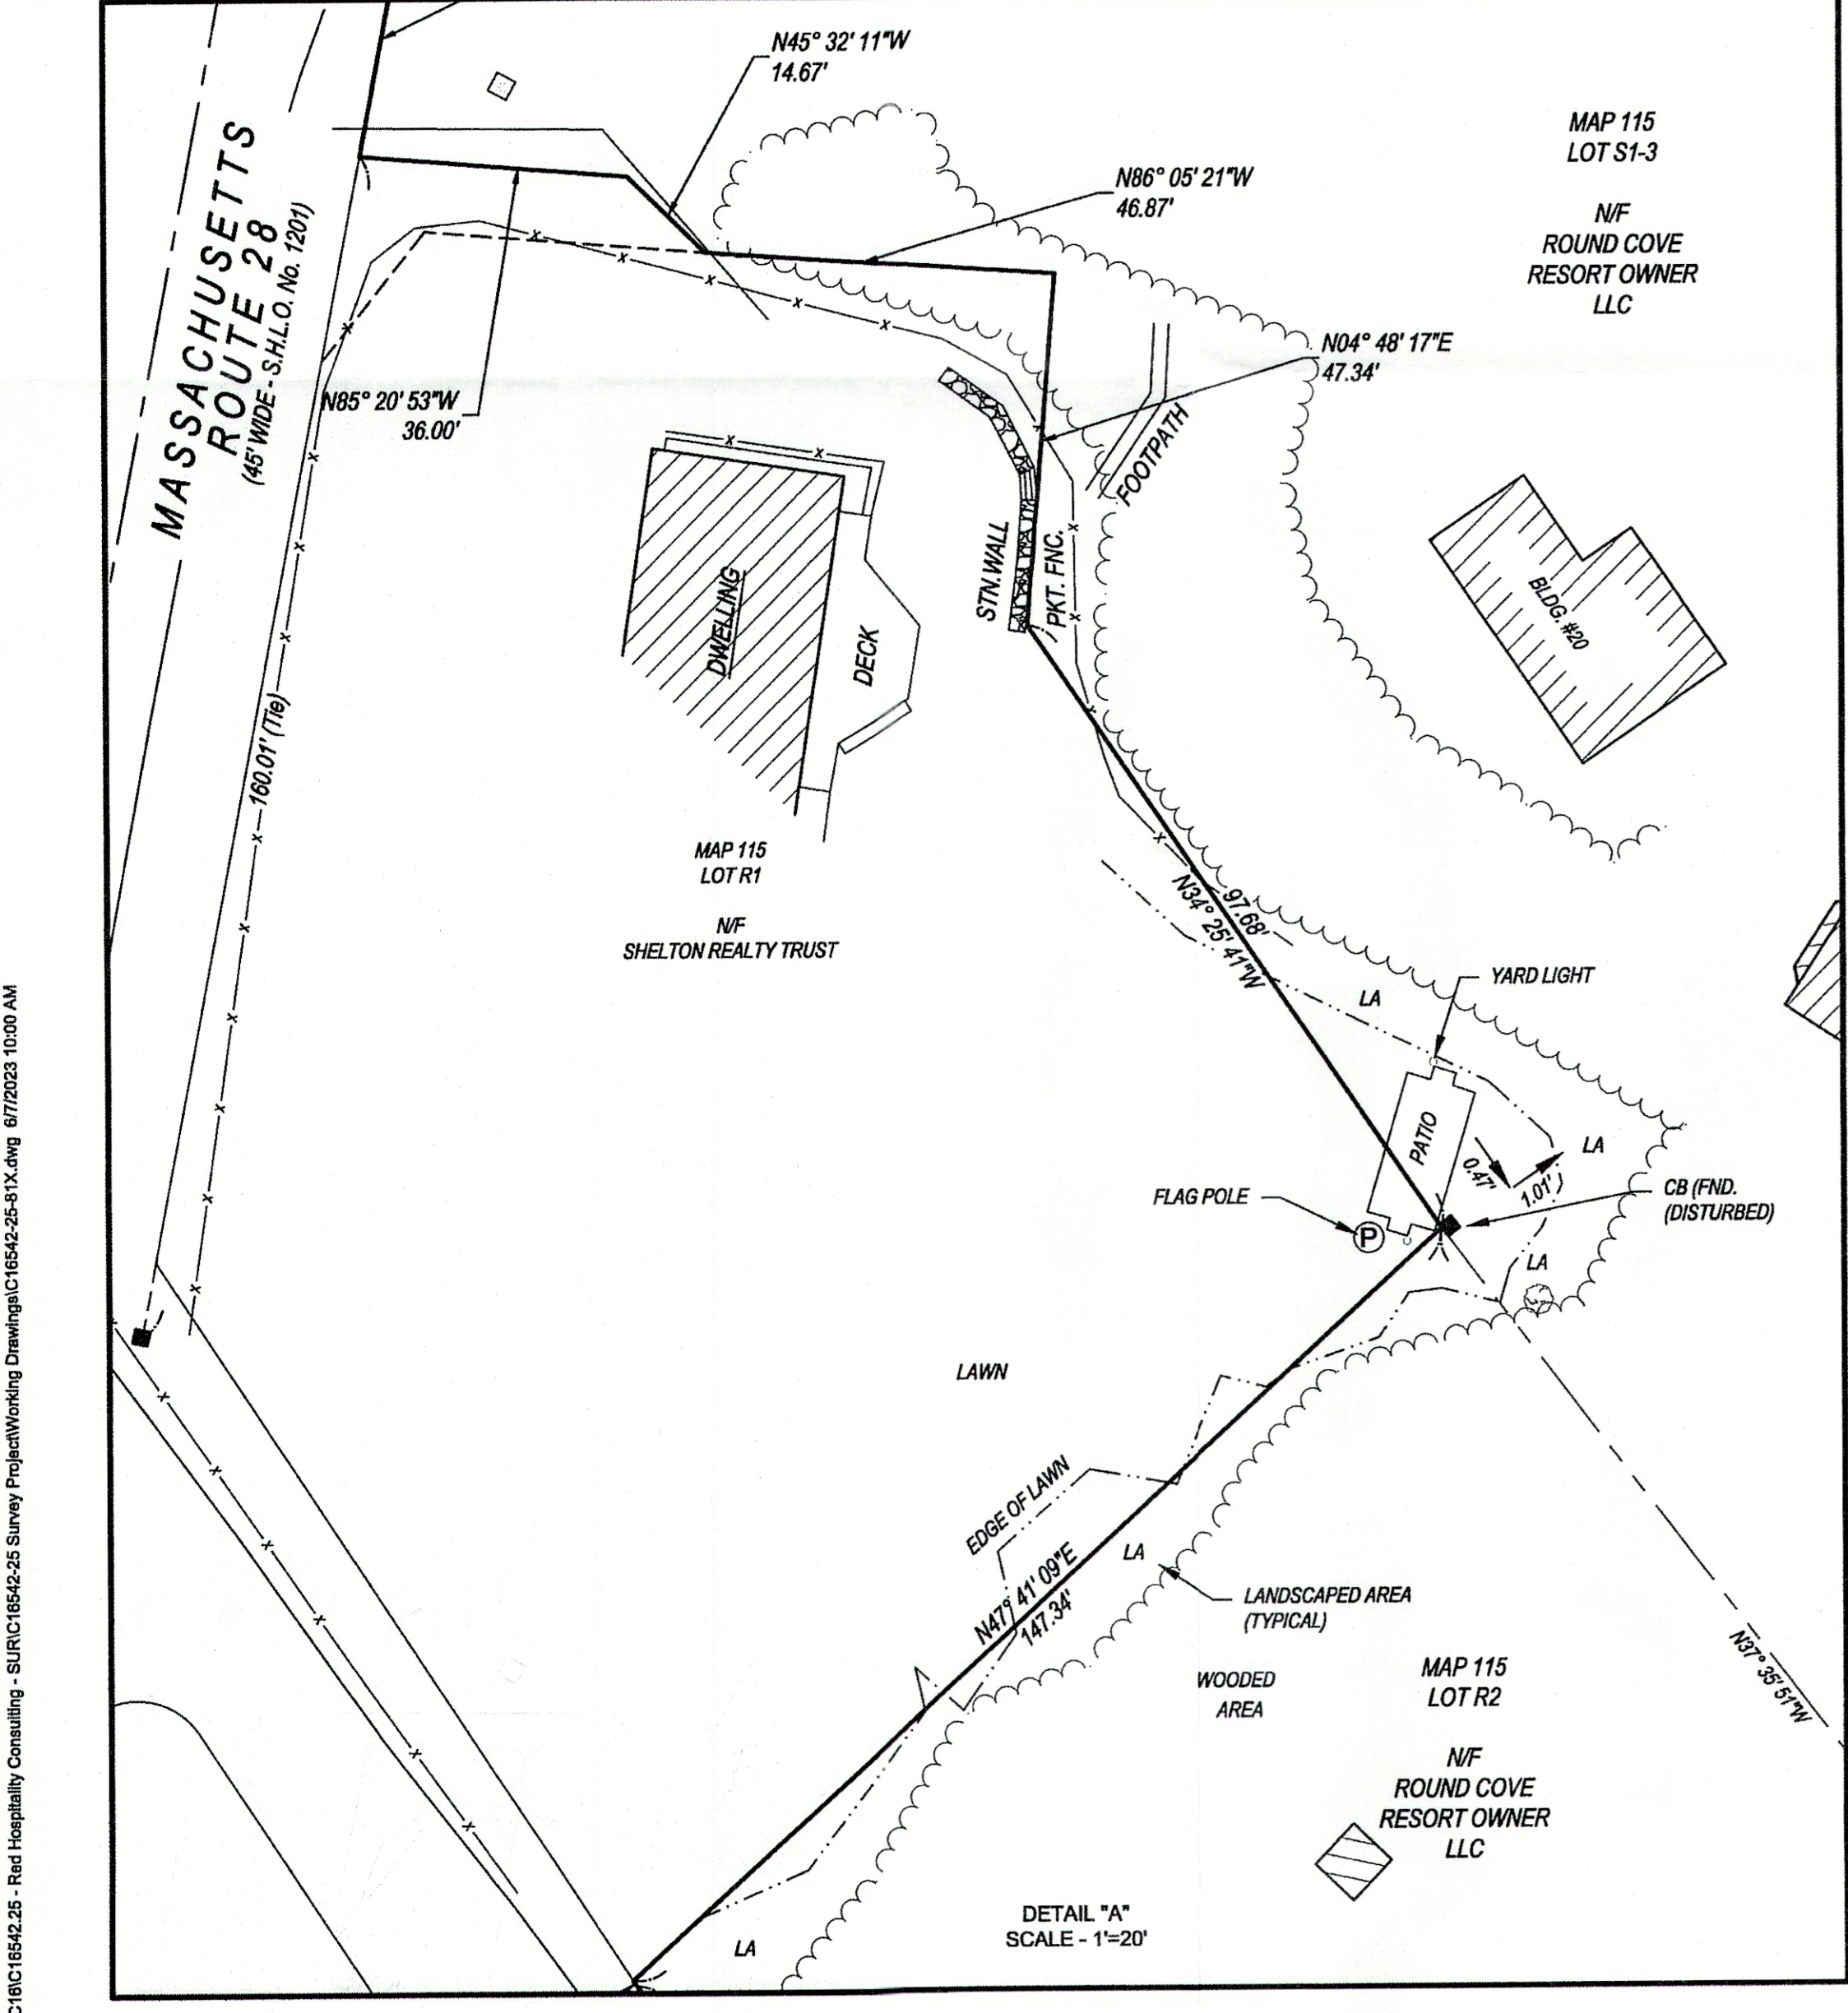 N45° 32' 11"W
14.67'
MAP 115
LOT S1-3
N/F
ROUND COVE
RESORT OWNER
LLC
N86° 05' 21"W
46.87'
MASSACHUSETTS
ROUTE 28
(45' WIDE - S.H.L.O. No. 1201)
N04° 48' 17"E
47.34'
N85° 20' 53"W
36.00'
FOOTPATH
STN.WALL
PKT. FNC.
DWELLING
DECK
BLDG. #20
160.01' (Tie)
MAP 115
LOT R1
N/F
SHELTON REALTY TRUST
97.68'
N34° 25' 41"W
YARD LIGHT
LA
PATIO
LA
0.47'
1.01'
FLAG POLE
P
CB (FND.
(DISTURBED)
LA
LAWN
EDGE OF LAWN
N47° 41' 09"E
147.34'
LA
LANDSCAPED AREA
(TYPICAL)
WOODED
AREA
MAP 115
LOT R2
N37° 35' 51"W
N/F
ROUND COVE
RESORT OWNER
LLC
DETAIL "A"
SCALE - 1'=20'
LA
C16\C16542.25 - Red Hospitality Consulting - SUR\C16542-25 Survey Project\Working Drawings\C16542-25-81X.dwg 6/7/2023 10:00 AM